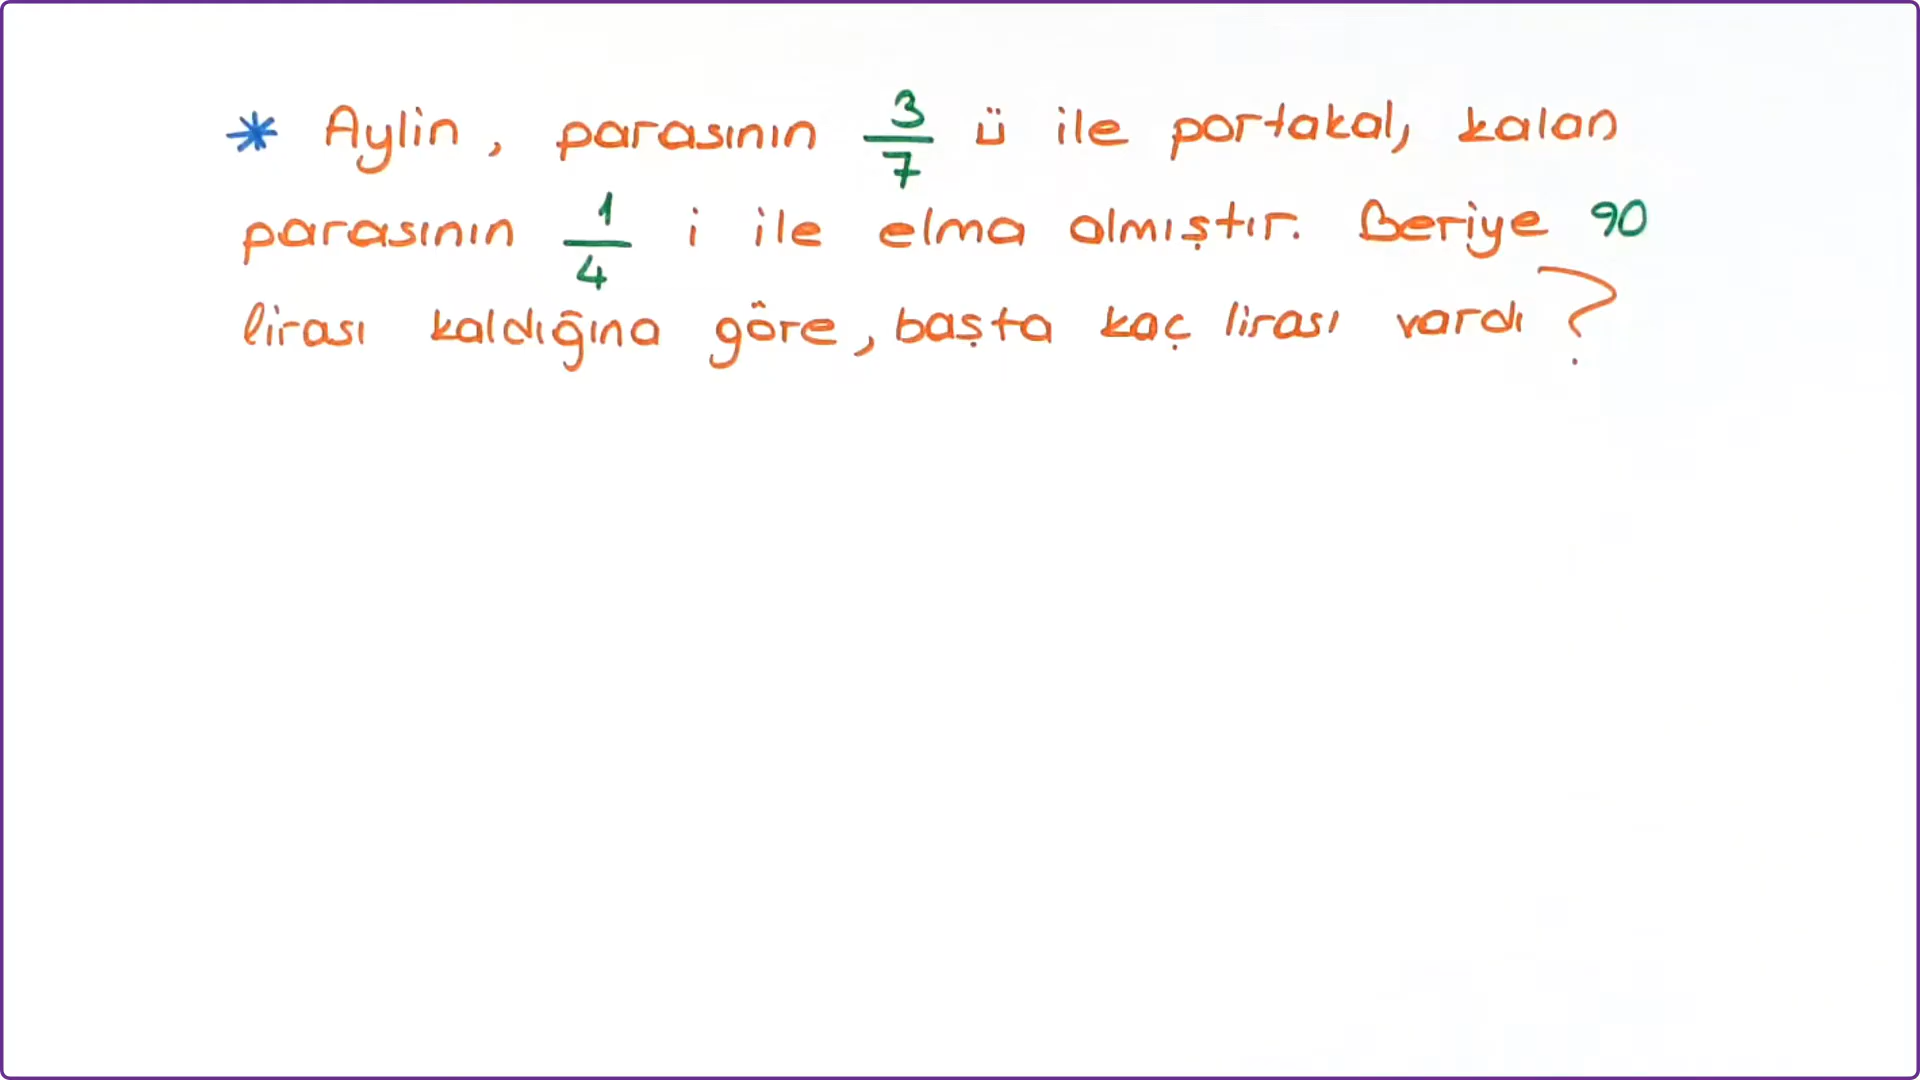 * Aylin, parasının 3/7 ü ile portakal, kalan
parasının 1/4 i ile elma almıştır. Geriye 90
lirası kaldığına göre, başta kaç lirası vardı?